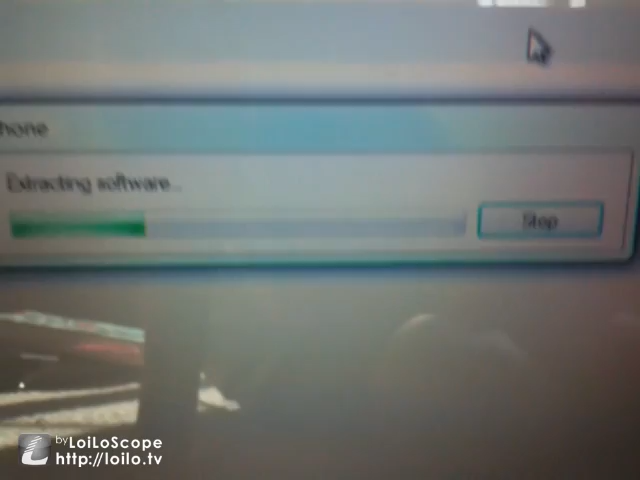 hone
Extracting software...
Stop
by LoiLoScope
http://loilo.tv